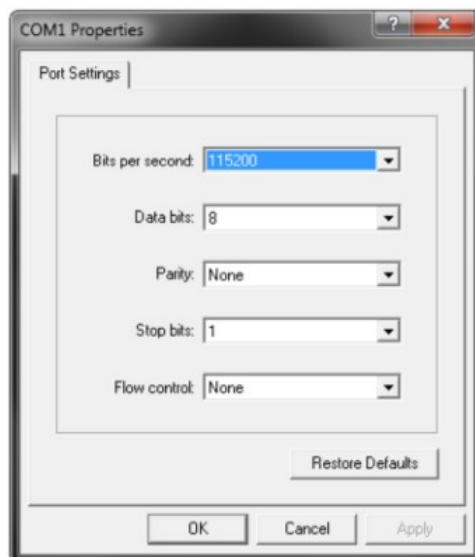 COM1 Properties
Port Settings
Bits per second: 115200
Data bits: 8
Parity: None
Stop bits: 1
Flow control: None
Restore Defaults
OK Cancel Apply